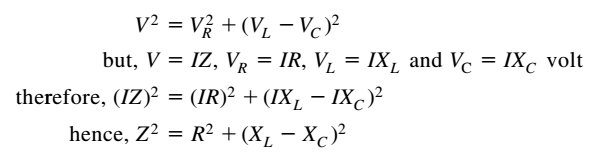 V² = V_R² + (V_L − V_C)²
but, V = IZ, V_R = IR, V_L = IX_L and V_C = IX_C volt
therefore, (IZ)² = (IR)² + (IX_L − IX_C)²
hence, Z² = R² + (X_L − X_C)²